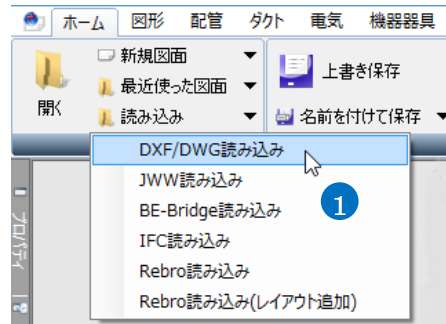 ホーム 図形 配管 ダクト 電気 機器器具
開く
新規図面
最近使った図面
読み込み
上書き保存
名前を付けて保存
DXF/DWG読み込み
JWW読み込み
BE-Bridge読み込み
IFC読み込み
Rebro読み込み
Rebro読み込み(レイアウト追加)
1
プロパティ